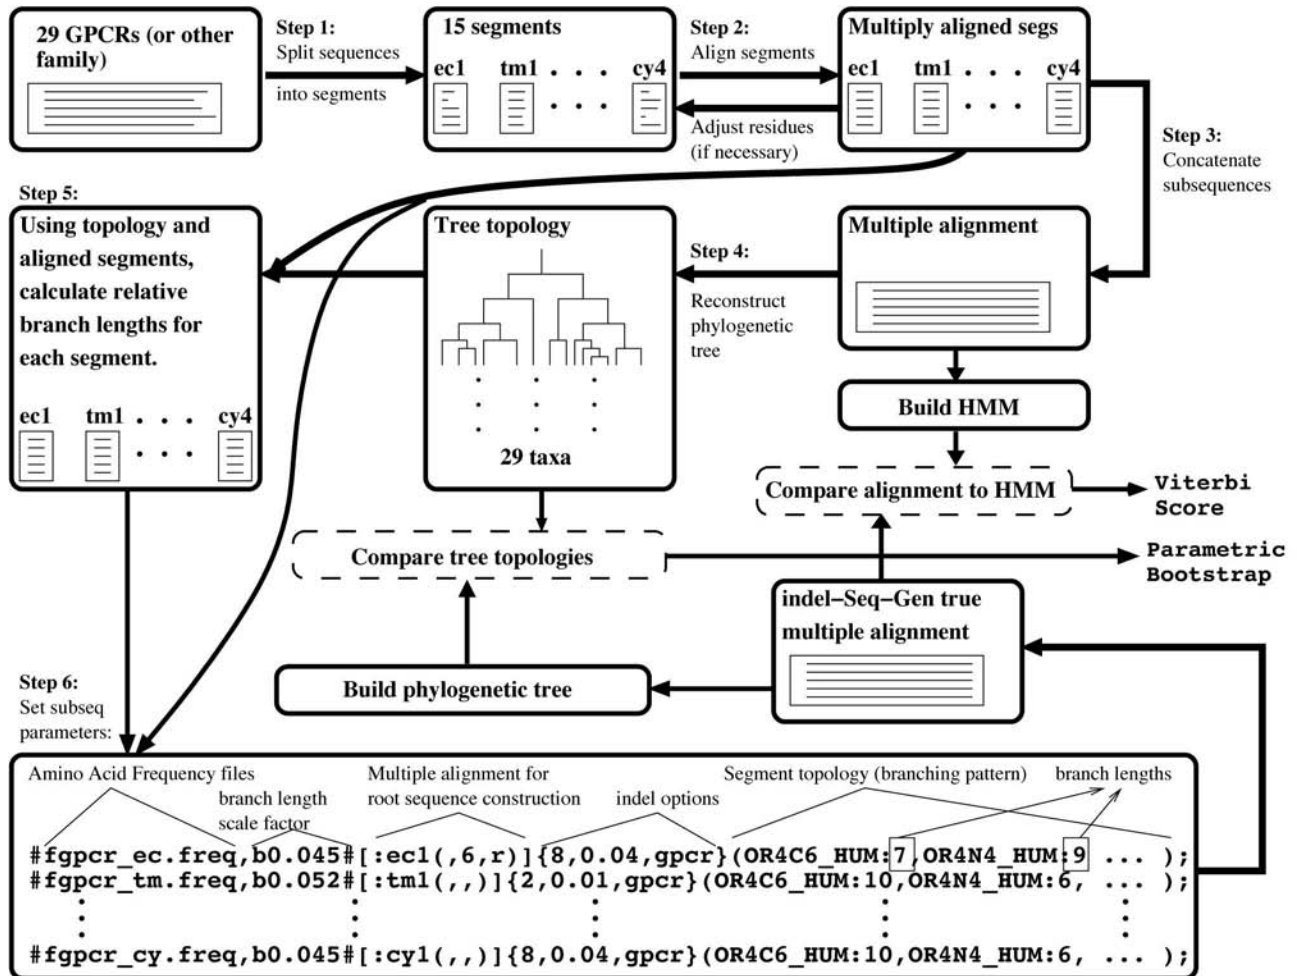 29 GPCRs (or other
family)
Step 1:
Split sequences
into segments
15 segments
ec1 tm1 . . . cy4
. . .
Step 2:
Align segments
Adjust residues
(if necessary)
Multiply aligned segs
ec1 tm1 . . . cy4
. . .
Step 3:
Concatenate
subsequences
Step 5:
Using topology and
aligned segments,
calculate relative
branch lengths for
each segment.
ec1 tm1 . . . cy4
. . .
Tree topology
29 taxa
Step 4:
Reconstruct
phylogenetic
tree
Multiple alignment
Build HMM
Compare alignment to HMM
Viterbi
Score
Compare tree topologies
Parametric
Bootstrap
indel-Seq-Gen true
multiple alignment
Build phylogenetic tree
Step 6:
Set subseq
parameters:
Amino Acid Frequency files
branch length
scale factor
Multiple alignment for
root sequence construction
indel options
Segment topology (branching pattern)
branch lengths
#fgpcr_ec.freq,b0.045#[:ec1(,6,r)]{8,0.04,gpcr}(OR4C6_HUM:7,OR4N4_HUM:9 ... );
#fgpcr_tm.freq,b0.052#[:tm1(,,)]{2,0.01,gpcr}(OR4C6_HUM:10,OR4N4_HUM:6, ... );
#fgpcr_cy.freq,b0.045#[:cy1(,,)]{8,0.04,gpcr}(OR4C6_HUM:10,OR4N4_HUM:6, ... );